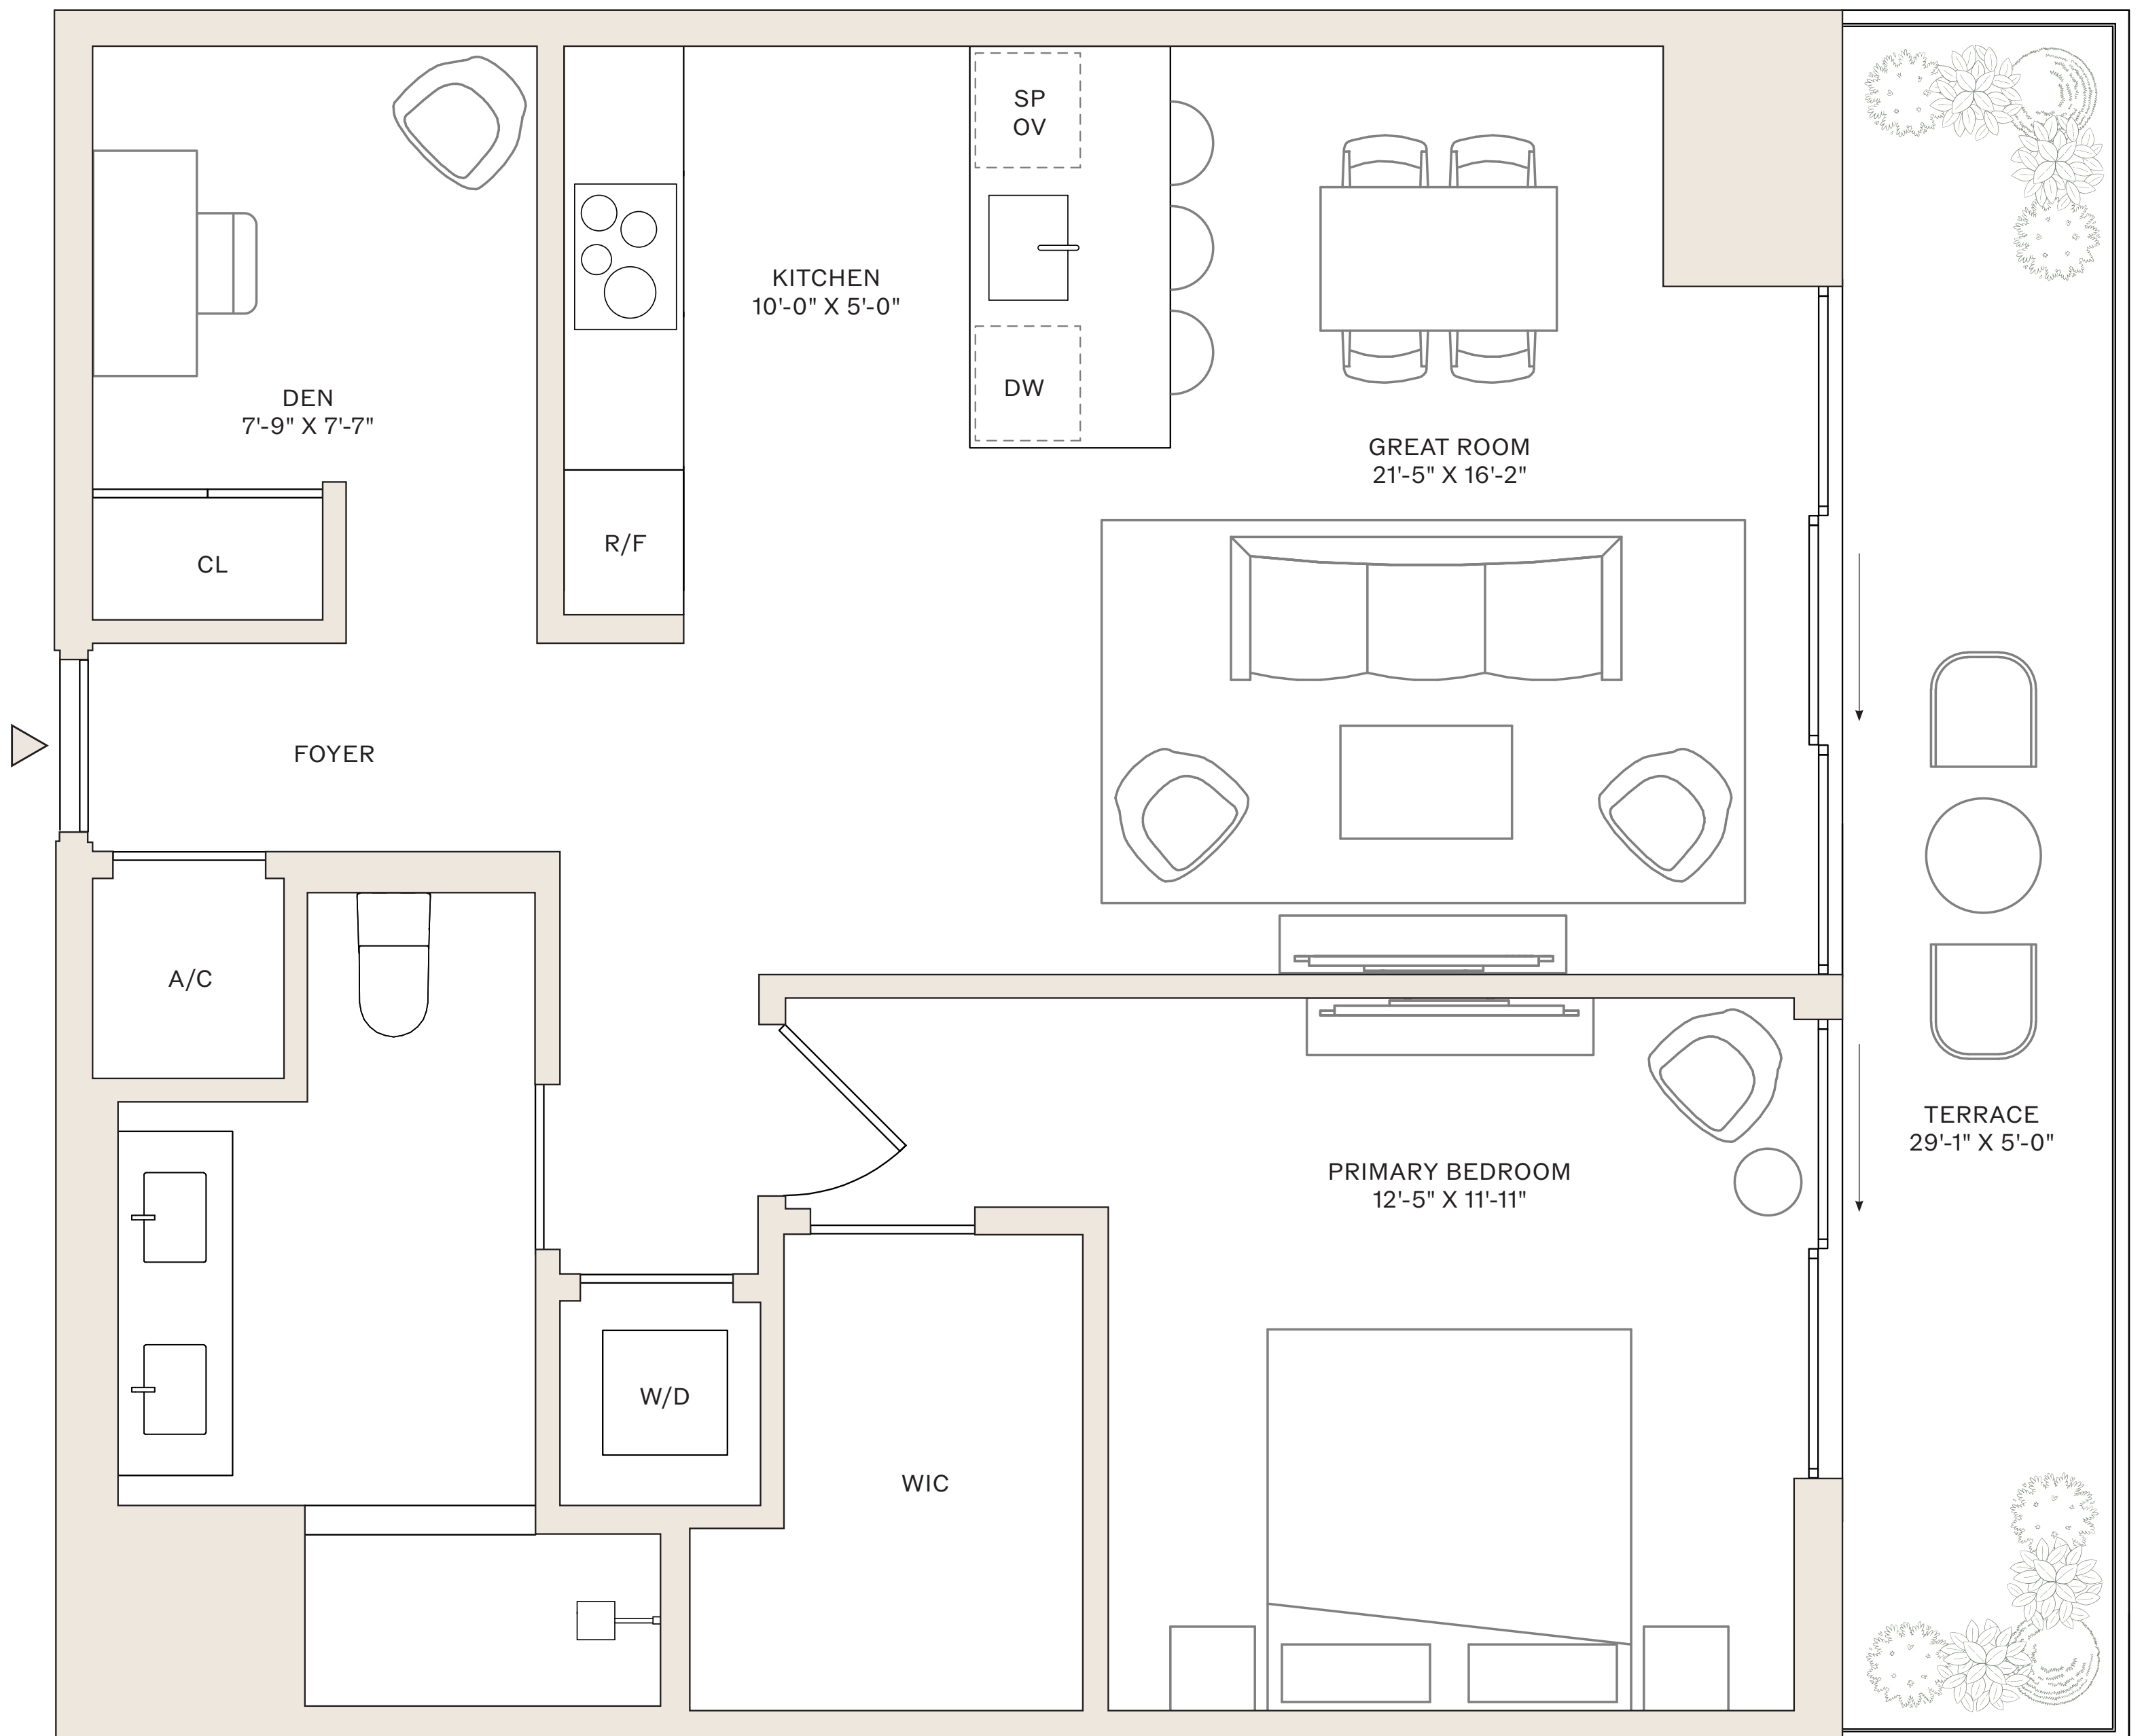 SP
OV
KITCHEN
10'-0" X 5'-0"
DW
DEN
7'-9" X 7'-7"
GREAT ROOM
21'-5" X 16'-2"
R/F
CL
FOYER
A/C
TERRACE
29'-1" X 5'-0"
PRIMARY BEDROOM
12'-5" X 11'-11"
W/D
WIC